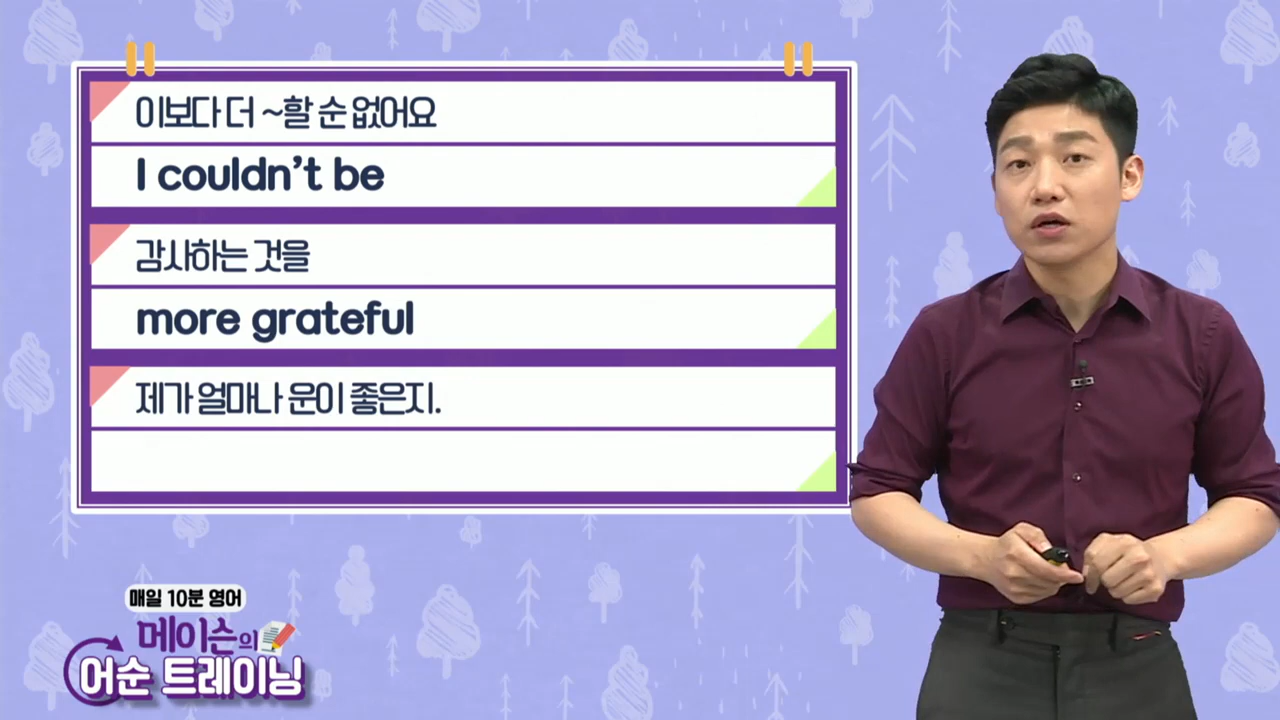 이보다 더 ~할 순 없어요
I couldn't be
감사하는 것을
more grateful
제가 얼마나 운이 좋은지.
매일 10분 영어
메이슨의
어순 트레이닝